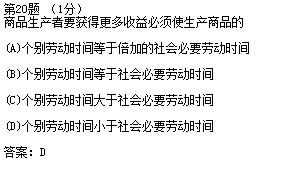 第20题 （1分）
商品生产者要获得更多收益必须使生产商品的
(A)个别劳动时间等于倍加的社会必要劳动时间
(B)个别劳动时间等于社会必要劳动时间
(C)个别劳动时间大于社会必要劳动时间
(D)个别劳动时间小于社会必要劳动时间
答案：D